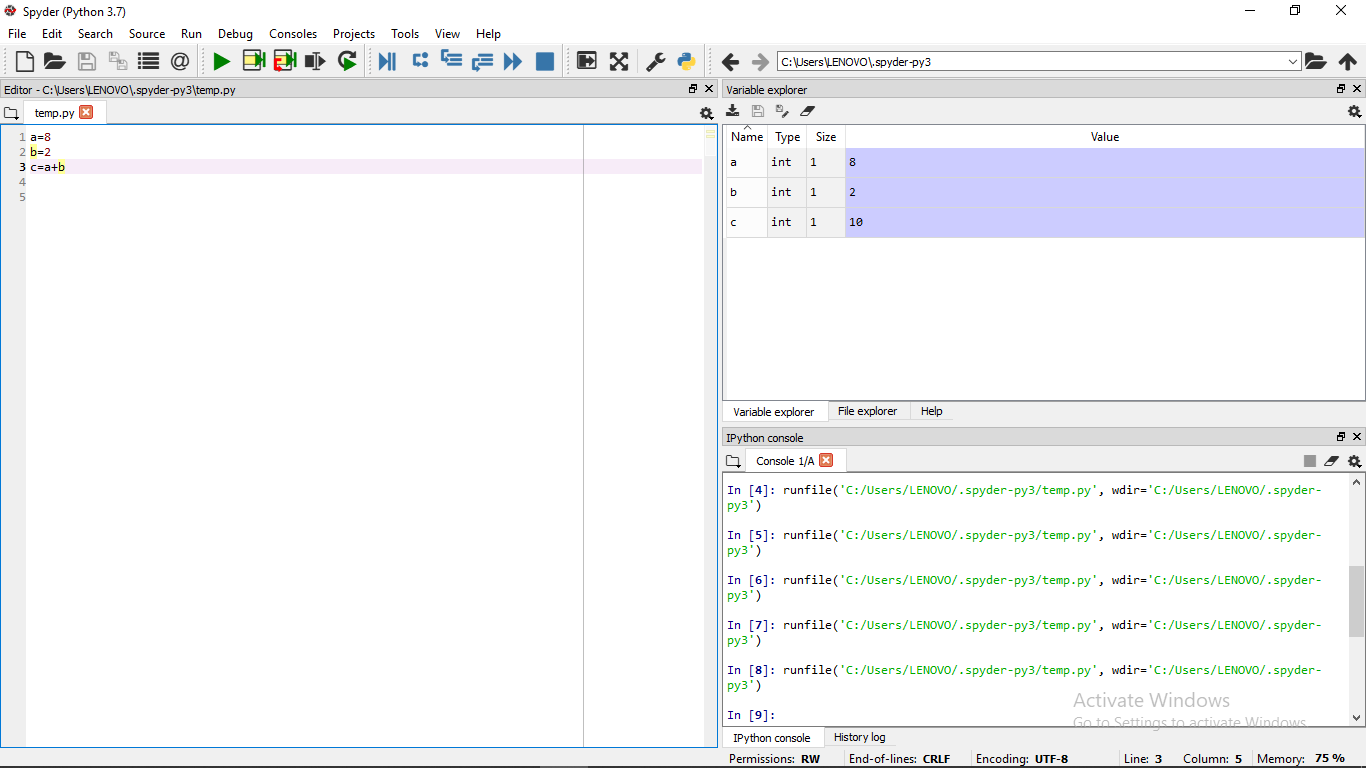 Spyder (Python 3.7)
File Edit Search Source Run Debug Consoles Projects Tools View Help
C:\Users\LENOVO\.spyder-py3
Editor - C:\Users\LENOVO\.spyder-py3\temp.py
temp.py
1 a=8
2 b=2
3 c=a+b
4
5
Variable explorer
Name Type Size Value
a int 1 8
b int 1 2
c int 1 10
Variable explorer File explorer Help
IPython console
Console 1/A
In [4]: runfile('C:/Users/LENOVO/.spyder-py3/temp.py', wdir='C:/Users/LENOVO/.spyder-
py3')
In [5]: runfile('C:/Users/LENOVO/.spyder-py3/temp.py', wdir='C:/Users/LENOVO/.spyder-
py3')
In [6]: runfile('C:/Users/LENOVO/.spyder-py3/temp.py', wdir='C:/Users/LENOVO/.spyder-
py3')
In [7]: runfile('C:/Users/LENOVO/.spyder-py3/temp.py', wdir='C:/Users/LENOVO/.spyder-
py3')
In [8]: runfile('C:/Users/LENOVO/.spyder-py3/temp.py', wdir='C:/Users/LENOVO/.spyder-
py3')
In [9]:
Activate Windows
Go to Settings to activate Windows.
IPython console History log
Permissions: RW End-of-lines: CRLF Encoding: UTF-8 Line: 3 Column: 5 Memory: 75 %